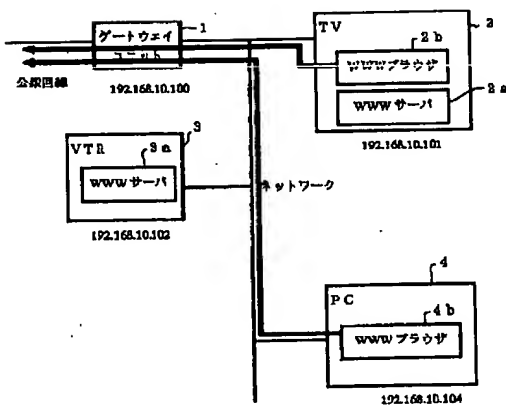 ゲートウェイ
ユニット
1
公衆回線
192.168.10.100
TV
2
2b
WWWブラウザ
2a
WWWサーバ
192.168.10.101
VTR
3
3a
WWWサーバ
192.168.10.102
ネットワーク
PC
4
4b
WWWブラウザ
192.168.10.104